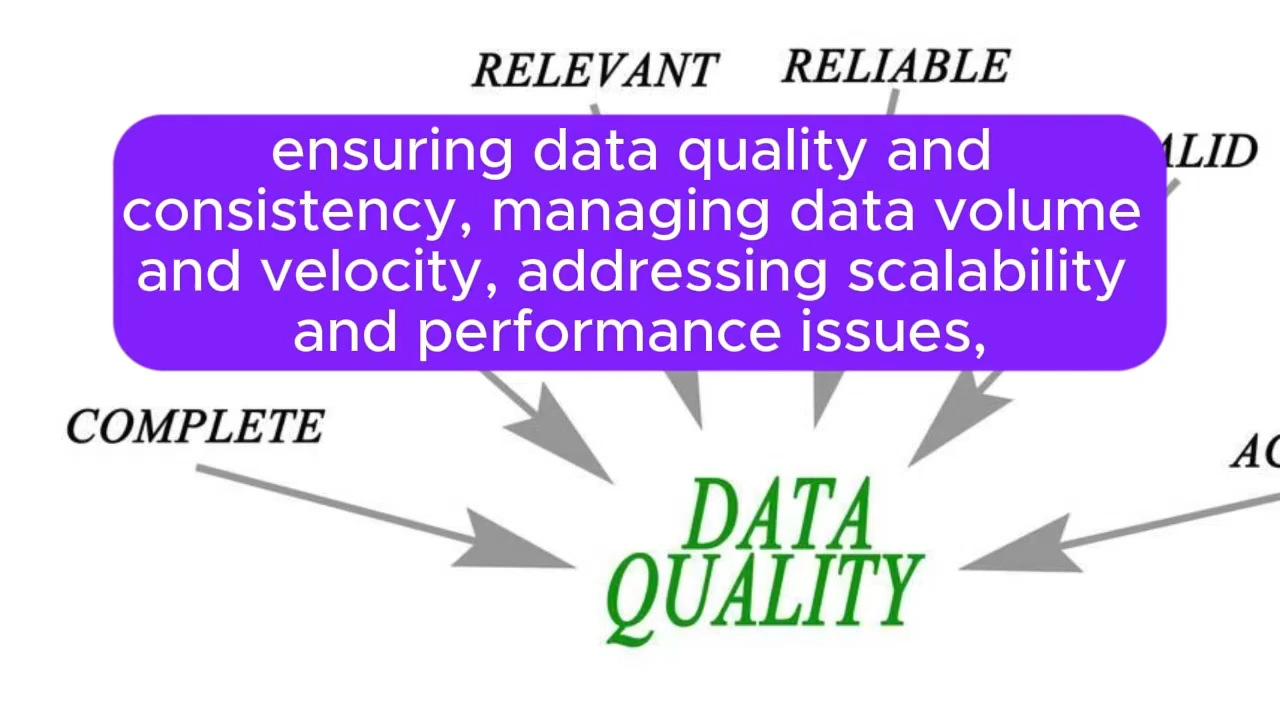 RELEVANT RELIABLE
ensuring data quality and
consistency, managing data volume
and velocity, addressing scalability
and performance issues,
COMPLETE
DATA
QUALITY